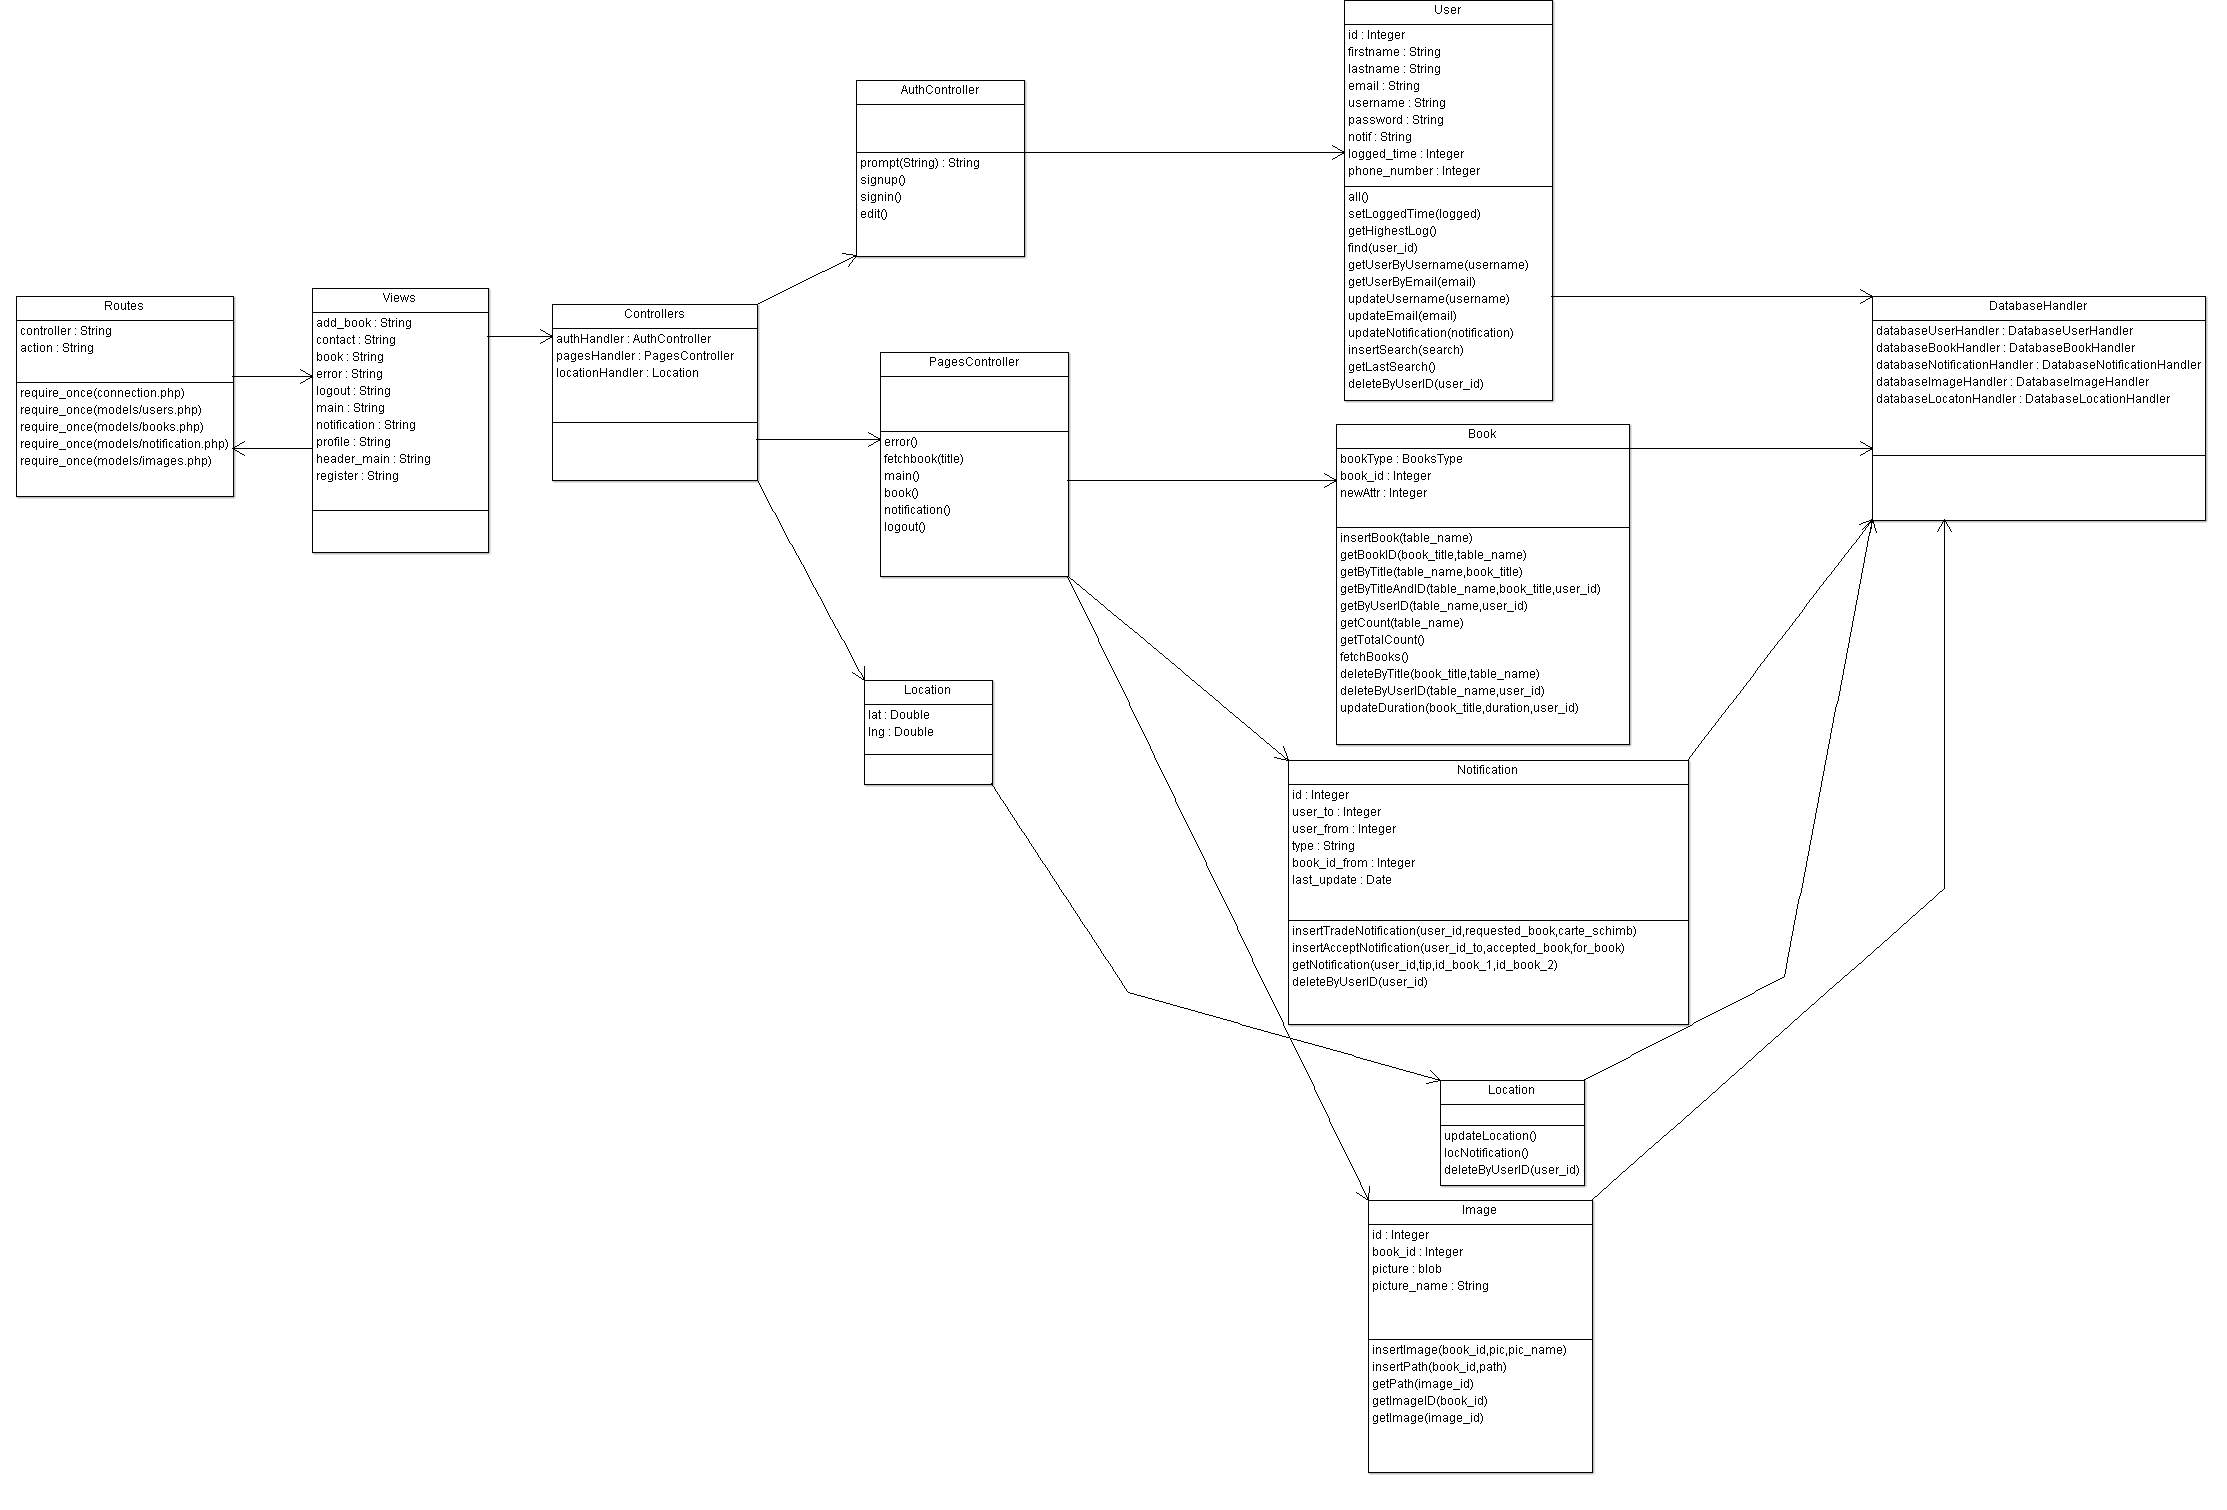 Routes
controller : String
action : String
require_once(connection.php)
require_once(models/users.php)
require_once(models/books.php)
require_once(models/notification.php)
require_once(models/images.php)
Views
add_book : String
contact : String
book : String
error : String
logout : String
main : String
notification : String
profile : String
header_main : String
register : String
Controllers
authHandler : AuthController
pagesHandler : PagesController
locationHandler : Location
AuthController
prompt(String) : String
signup()
signin()
edit()
PagesController
error()
fetchbook(title)
main()
book()
notification()
logout()
Location
lat : Double
lng : Double
User
id : Integer
firstname : String
lastname : String
email : String
username : String
password : String
notif : String
logged_time : Integer
phone_number : Integer
all()
setLoggedTime(logged)
getHighestLog()
find(user_id)
getUserByUsername(username)
getUserByEmail(email)
updateUsername(username)
updateEmail(email)
updateNotification(notification)
insertSearch(search)
getLastSearch()
deleteByUserID(user_id)
Book
bookType : BooksType
book_id : Integer
newAttr : Integer
insertBook(table_name)
getBookID(book_title,table_name)
getByTitle(table_name,book_title)
getByTitleAndID(table_name,book_title,user_id)
getByUserID(table_name,user_id)
getCount(table_name)
getTotalCount()
fetchBooks()
deleteByTitle(book_title,table_name)
deleteByUserID(table_name,user_id)
updateDuration(book_title,duration,user_id)
Notification
id : Integer
user_to : Integer
user_from : Integer
type : String
book_id_from : Integer
last_update : Date
insertTradeNotification(user_id,requested_book,carte_schimb)
insertAcceptNotification(user_id_to,accepted_book,for_book)
getNotification(user_id,tip,id_book_1,id_book_2)
deleteByUserID(user_id)
Location
updateLocation()
locNotification()
deleteByUserID(user_id)
Image
id : Integer
book_id : Integer
picture : blob
picture_name : String
insertImage(book_id,pic,pic_name)
insertPath(book_id,path)
getPath(image_id)
getImageID(book_id)
getImage(image_id)
DatabaseHandler
databaseUserHandler : DatabaseUserHandler
databaseBookHandler : DatabaseBookHandler
databaseNotificationHandler : DatabaseNotificationHandler
databaseImageHandler : DatabaseImageHandler
databaseLocatonHandler : DatabaseLocationHandler